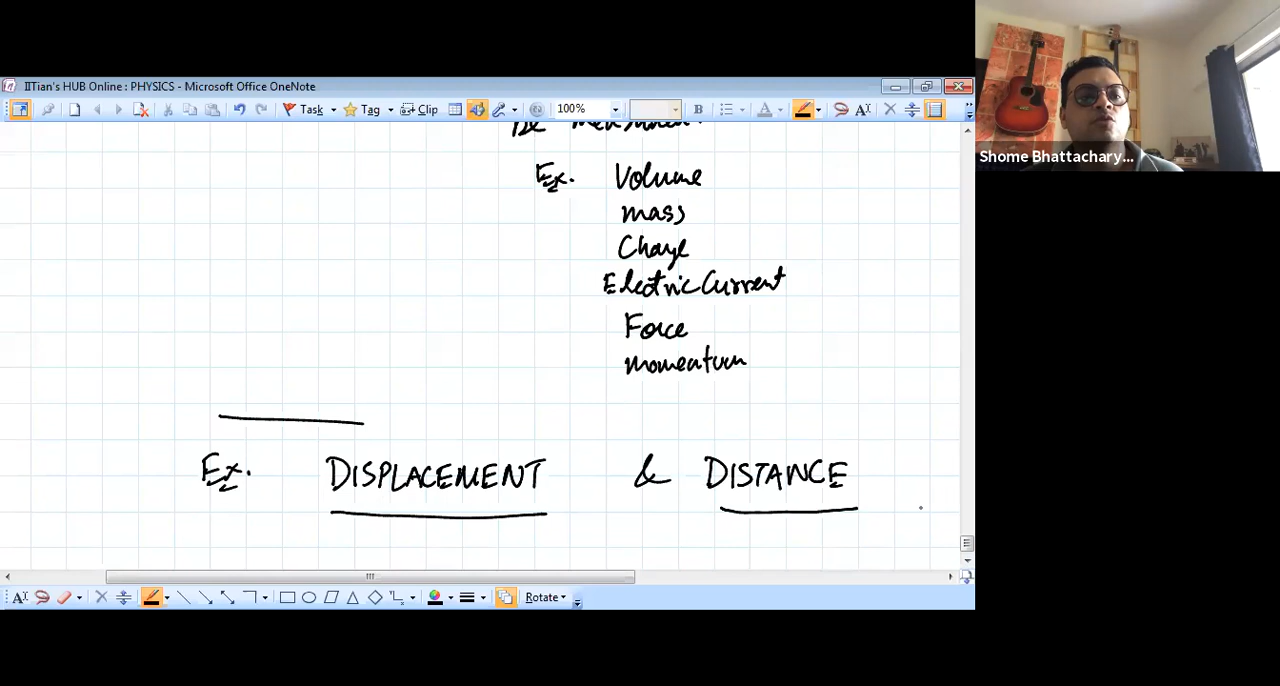 IITian's HUB Online : PHYSICS - Microsoft Office OneNote
Task Tag Clip 100% B A A
Shome Bhattachary...
Ex. Volume
mass
Charge
Electric Current
Force
momentum
Ex. DISPLACEMENT & DISTANCE
A Rotate